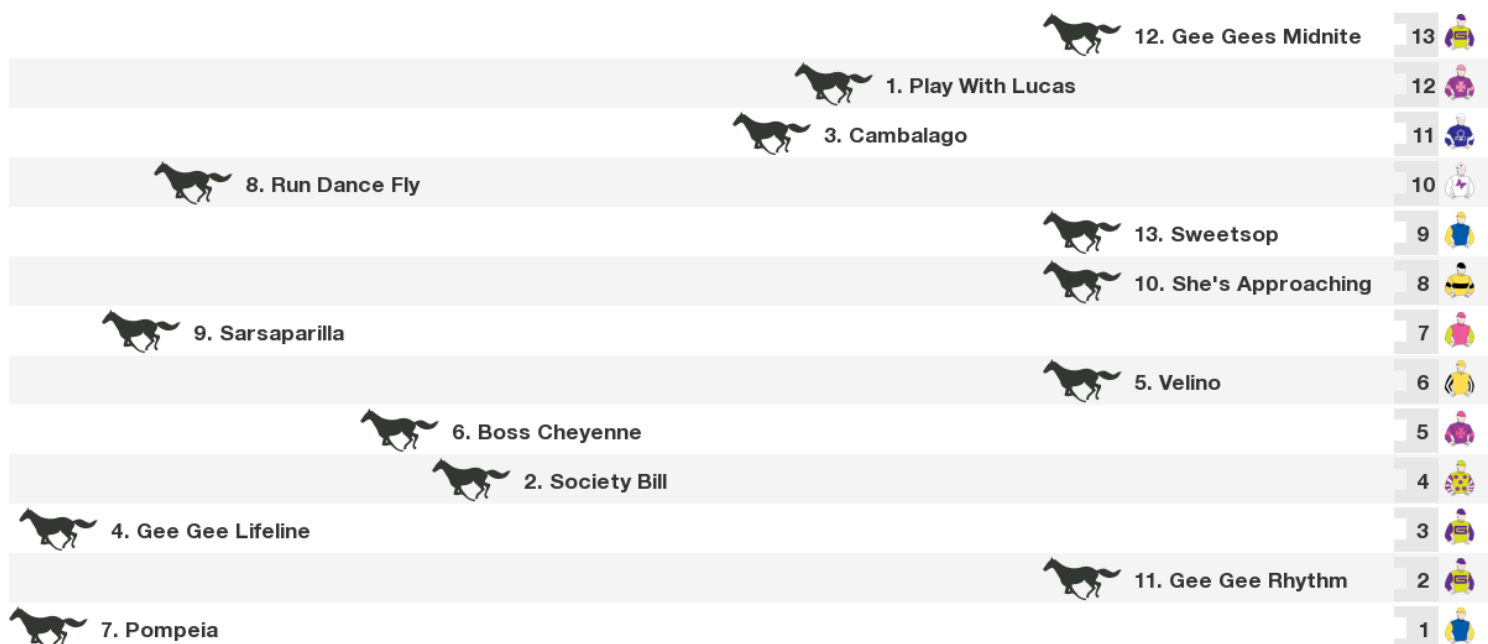 12. Gee Gees Midnite 13
1. Play With Lucas 12
3. Cambalago 11
8. Run Dance Fly 10
13. Sweetsop 9
10. She's Approaching 8
9. Sarsaparilla 7
5. Velino 6
6. Boss Cheyenne 5
2. Society Bill 4
4. Gee Gee Lifeline 3
11. Gee Gee Rhythm 2
7. Pompeia 1